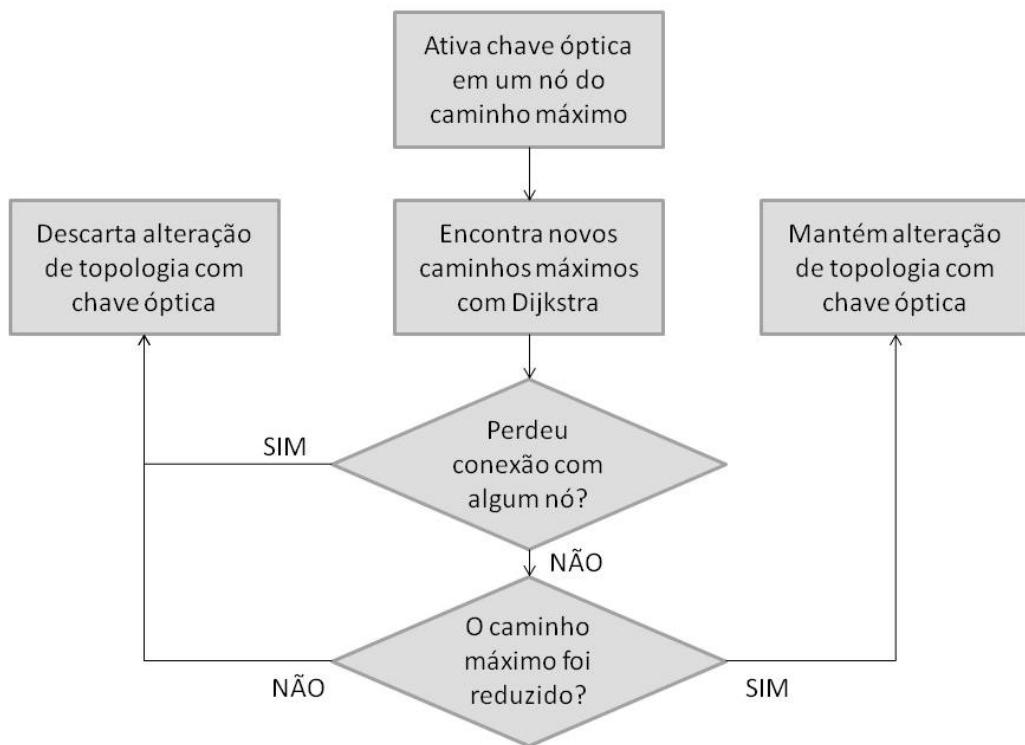 Ativa chave óptica
em um nó do
caminho máximo
Descarta alteração
de topologia com
chave óptica
Encontra novos
caminhos máximos
com Dijkstra
Mantém alteração
de topologia com
chave óptica
SIM
Perdeu
conexão com
algum nó?
NÃO
O caminho
máximo foi
reduzido?
NÃO
SIM